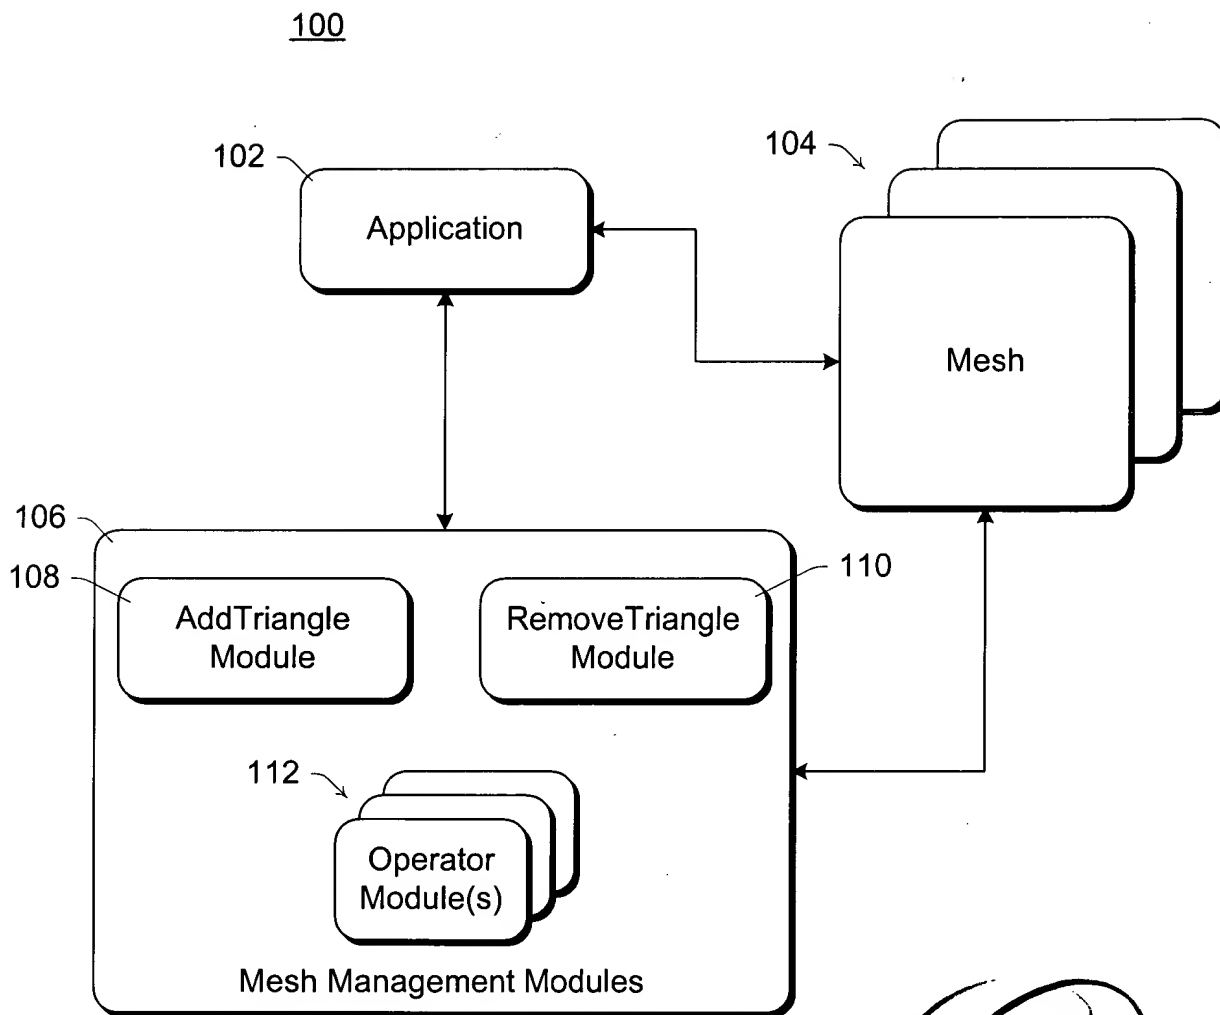 100
102
104
Application
Mesh
106
108
110
AddTriangle
Module
RemoveTriangle
Module
112
Operator
Module(s)
Mesh Management Modules